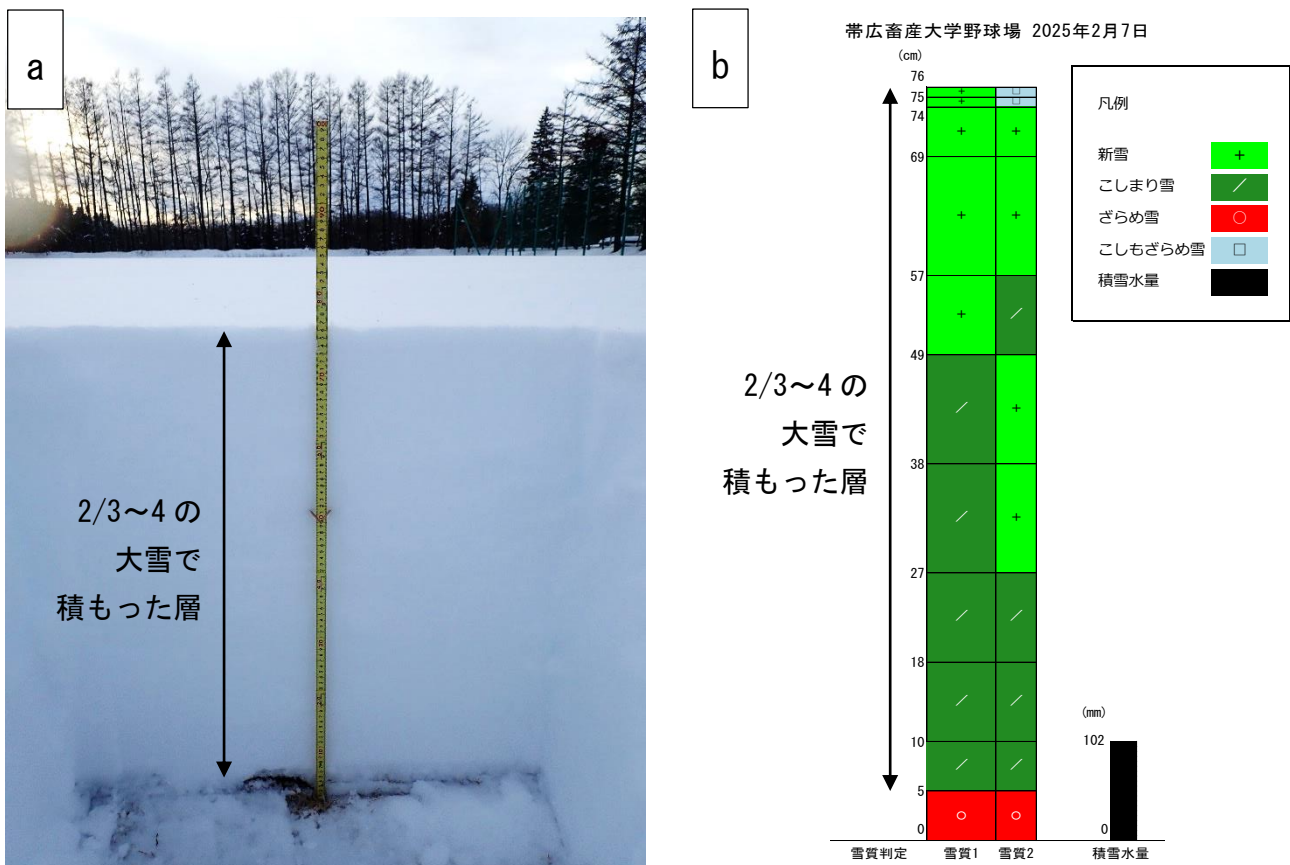 a
2/3～4の
大雪で
積もった層
b
帯広畜産大学野球場 2025年2月7日
(cm)
76
75
74
69
57
49
38
27
18
10
5
0
2/3～4の
大雪で
積もった層
凡例
新雪 +
こしまり雪 ／
ざらめ雪 ○
こしもざらめ雪 □
積雪水量
(mm)
102
0
雪質判定 雪質1 雪質2 積雪水量